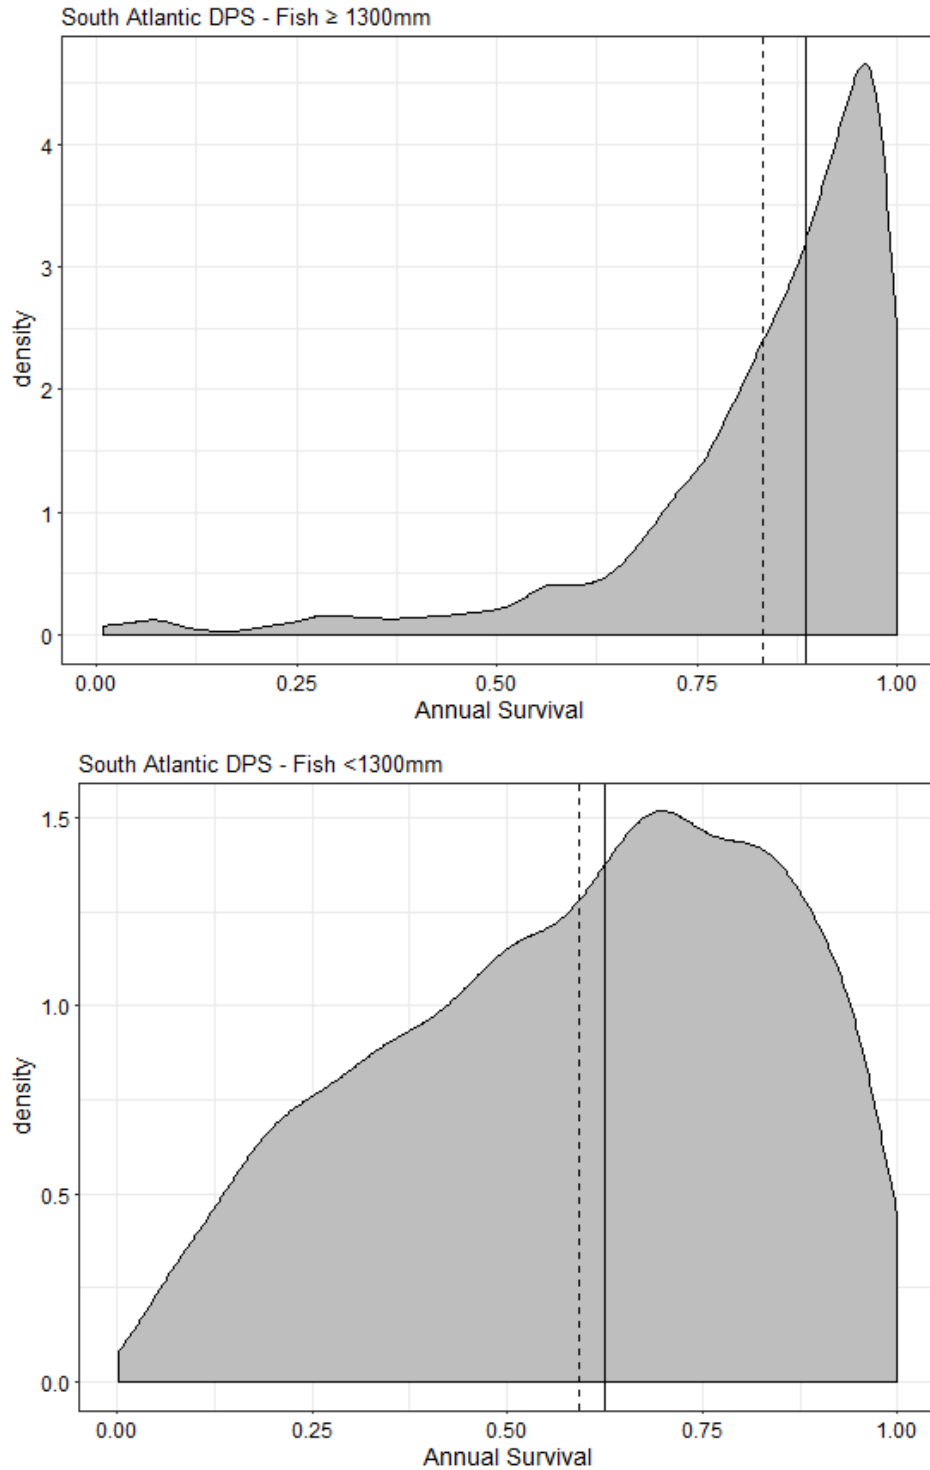 South Atlantic DPS - Fish ≥ 1300mm
4
3
2
1
0
density
0.00 0.25 0.50 0.75 1.00
Annual Survival
South Atlantic DPS - Fish <1300mm
1.5
1.0
0.5
0.0
density
0.00 0.25 0.50 0.75 1.00
Annual Survival